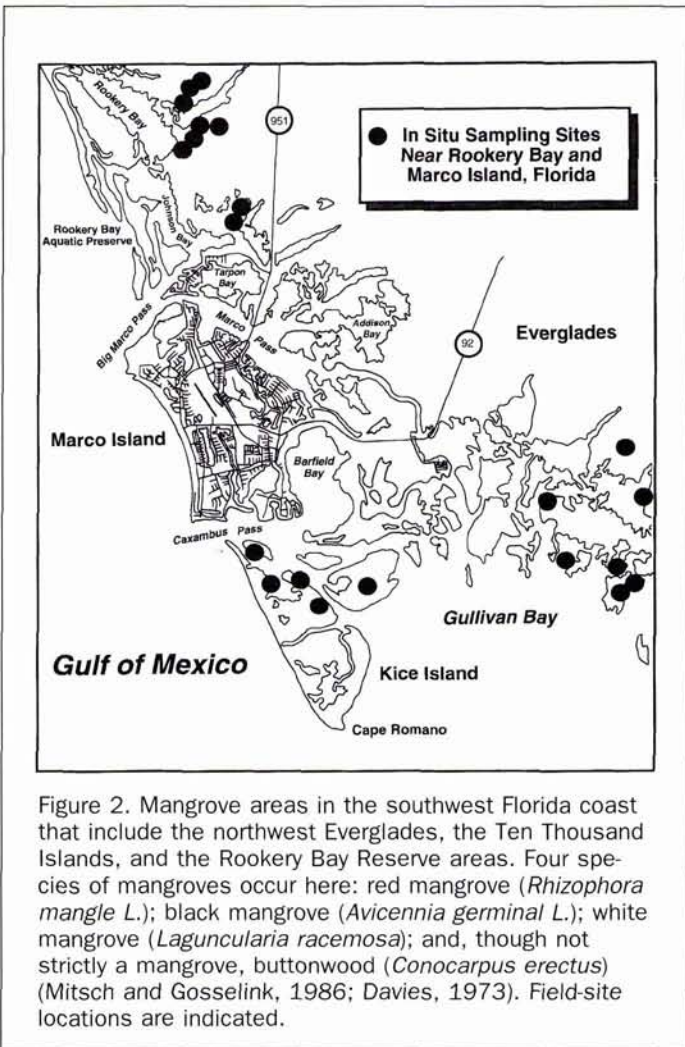 Rookery Bay
951
In Situ Sampling Sites
Near Rookery Bay and
Marco Island, Florida
Johnson Bay
Rookery Bay
Aquatic Preserve
Tarpon
Bay
Big Marco Pass
Marco Pass
Addison
Bay
92
Everglades
Marco Island
Barfield
Bay
Caxambus Pass
Gullivan Bay
Gulf of Mexico
Kice Island
Cape Romano
Figure 2. Mangrove areas in the southwest Florida coast
that include the northwest Everglades, the Ten Thousand
Islands, and the Rookery Bay Reserve areas. Four spe-
cies of mangroves occur here: red mangrove (Rhizophora
mangle L.); black mangrove (Avicennia germinal L.); white
mangrove (Laguncularia racemosa); and, though not
strictly a mangrove, buttonwood (Conocarpus erectus)
(Mitsch and Gosselink, 1986; Davies, 1973). Field-site
locations are indicated.